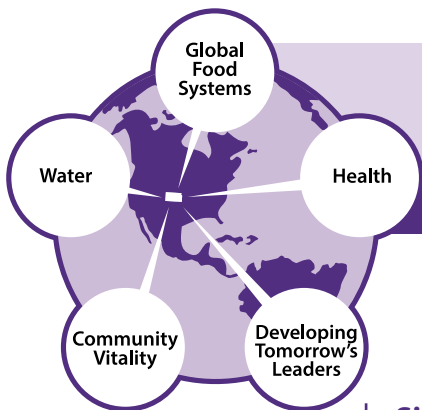 Global
Food
Systems
Water
Health
Community
Vitality
Developing
Tomorrow's
Leaders